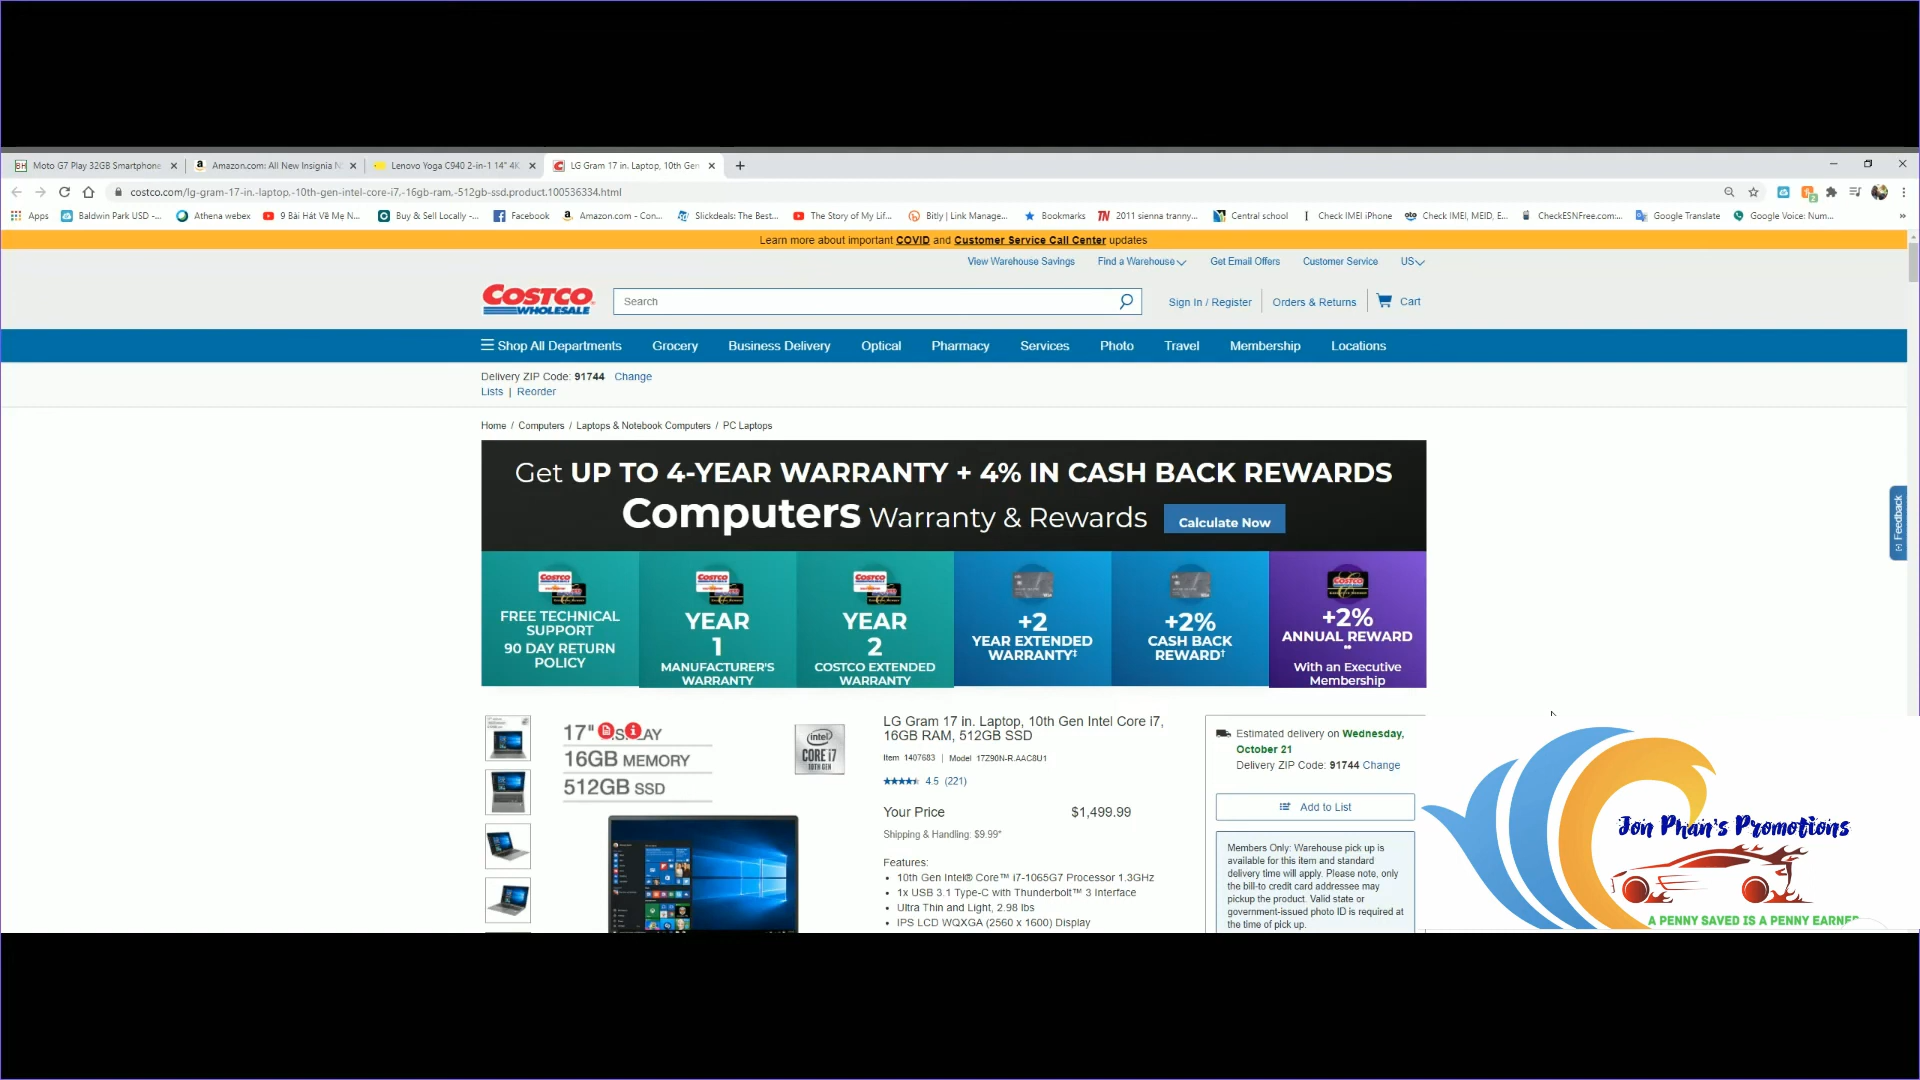 Moto G7 Play 32GB Smartphone
Amazon.com: All New Insignia N
Lenovo Yoga C940 2-in-1 14" 4K
LG Gram 17 in. Laptop, 10th Gen
costco.com/lg-gram-17-in.-laptop,-10th-gen-intel-core-i7,-16gb-ram,-512gb-ssd.product.100536334.html
Apps
Baldwin Park USD -...
Athena webex
9 Bài Hát Về Mẹ N...
Buy & Sell Locally -...
Facebook
Amazon.com - Con...
Slickdeals: The Best...
The Story of My Lif...
Bitly | Link Manage...
Bookmarks
2011 sienna tranny...
Central school
Check IMEI iPhone
Check IMEI, MEID, E...
CheckESNFree.com:...
Google Translate
Google Voice: Num...
Learn more about important COVID and Customer Service Call Center updates
View Warehouse Savings
Find a Warehouse
Get Email Offers
Customer Service
US
COSTCO
WHOLESALE
Search
Sign In / Register
Orders & Returns
Cart
Shop All Departments
Grocery
Business Delivery
Optical
Pharmacy
Services
Photo
Travel
Membership
Locations
Delivery ZIP Code: 91744 Change
Lists | Reorder
Home / Computers / Laptops & Notebook Computers / PC Laptops
Get UP TO 4-YEAR WARRANTY + 4% IN CASH BACK REWARDS
Computers Warranty & Rewards
Calculate Now
FREE TECHNICAL
SUPPORT
90 DAY RETURN
POLICY
YEAR
1
MANUFACTURER'S
WARRANTY
YEAR
2
COSTCO EXTENDED
WARRANTY
+2
YEAR EXTENDED
WARRANTY‡
+2%
CASH BACK
REWARD†
+2%
ANNUAL REWARD
**
With an Executive
Membership
Feedback
17"
16GB MEMORY
512GB SSD
intel
CORE i7
10TH GEN
LG Gram 17 in. Laptop, 10th Gen Intel Core i7,
16GB RAM, 512GB SSD
Item 1407683 | Model 17Z90N-R.AAC8U1
4.5 (221)
Your Price $1,499.99
Shipping & Handling: $9.99*
Features:
• 10th Gen Intel® Core™ i7-1065G7 Processor 1.3GHz
• 1x USB 3.1 Type-C with Thunderbolt™ 3 Interface
• Ultra Thin and Light, 2.98 lbs
• IPS LCD WQXGA (2560 x 1600) Display
Estimated delivery on Wednesday,
October 21
Delivery ZIP Code: 91744 Change
Add to List
Members Only: Warehouse pick up is
available for this item and standard
delivery time will apply. Please note, only
the bill-to credit card addressee may
pickup the product. Valid state or
government-issued photo ID is required at
the time of pick up.
Jon Phan's Promotions
A PENNY SAVED IS A PENNY EARNED